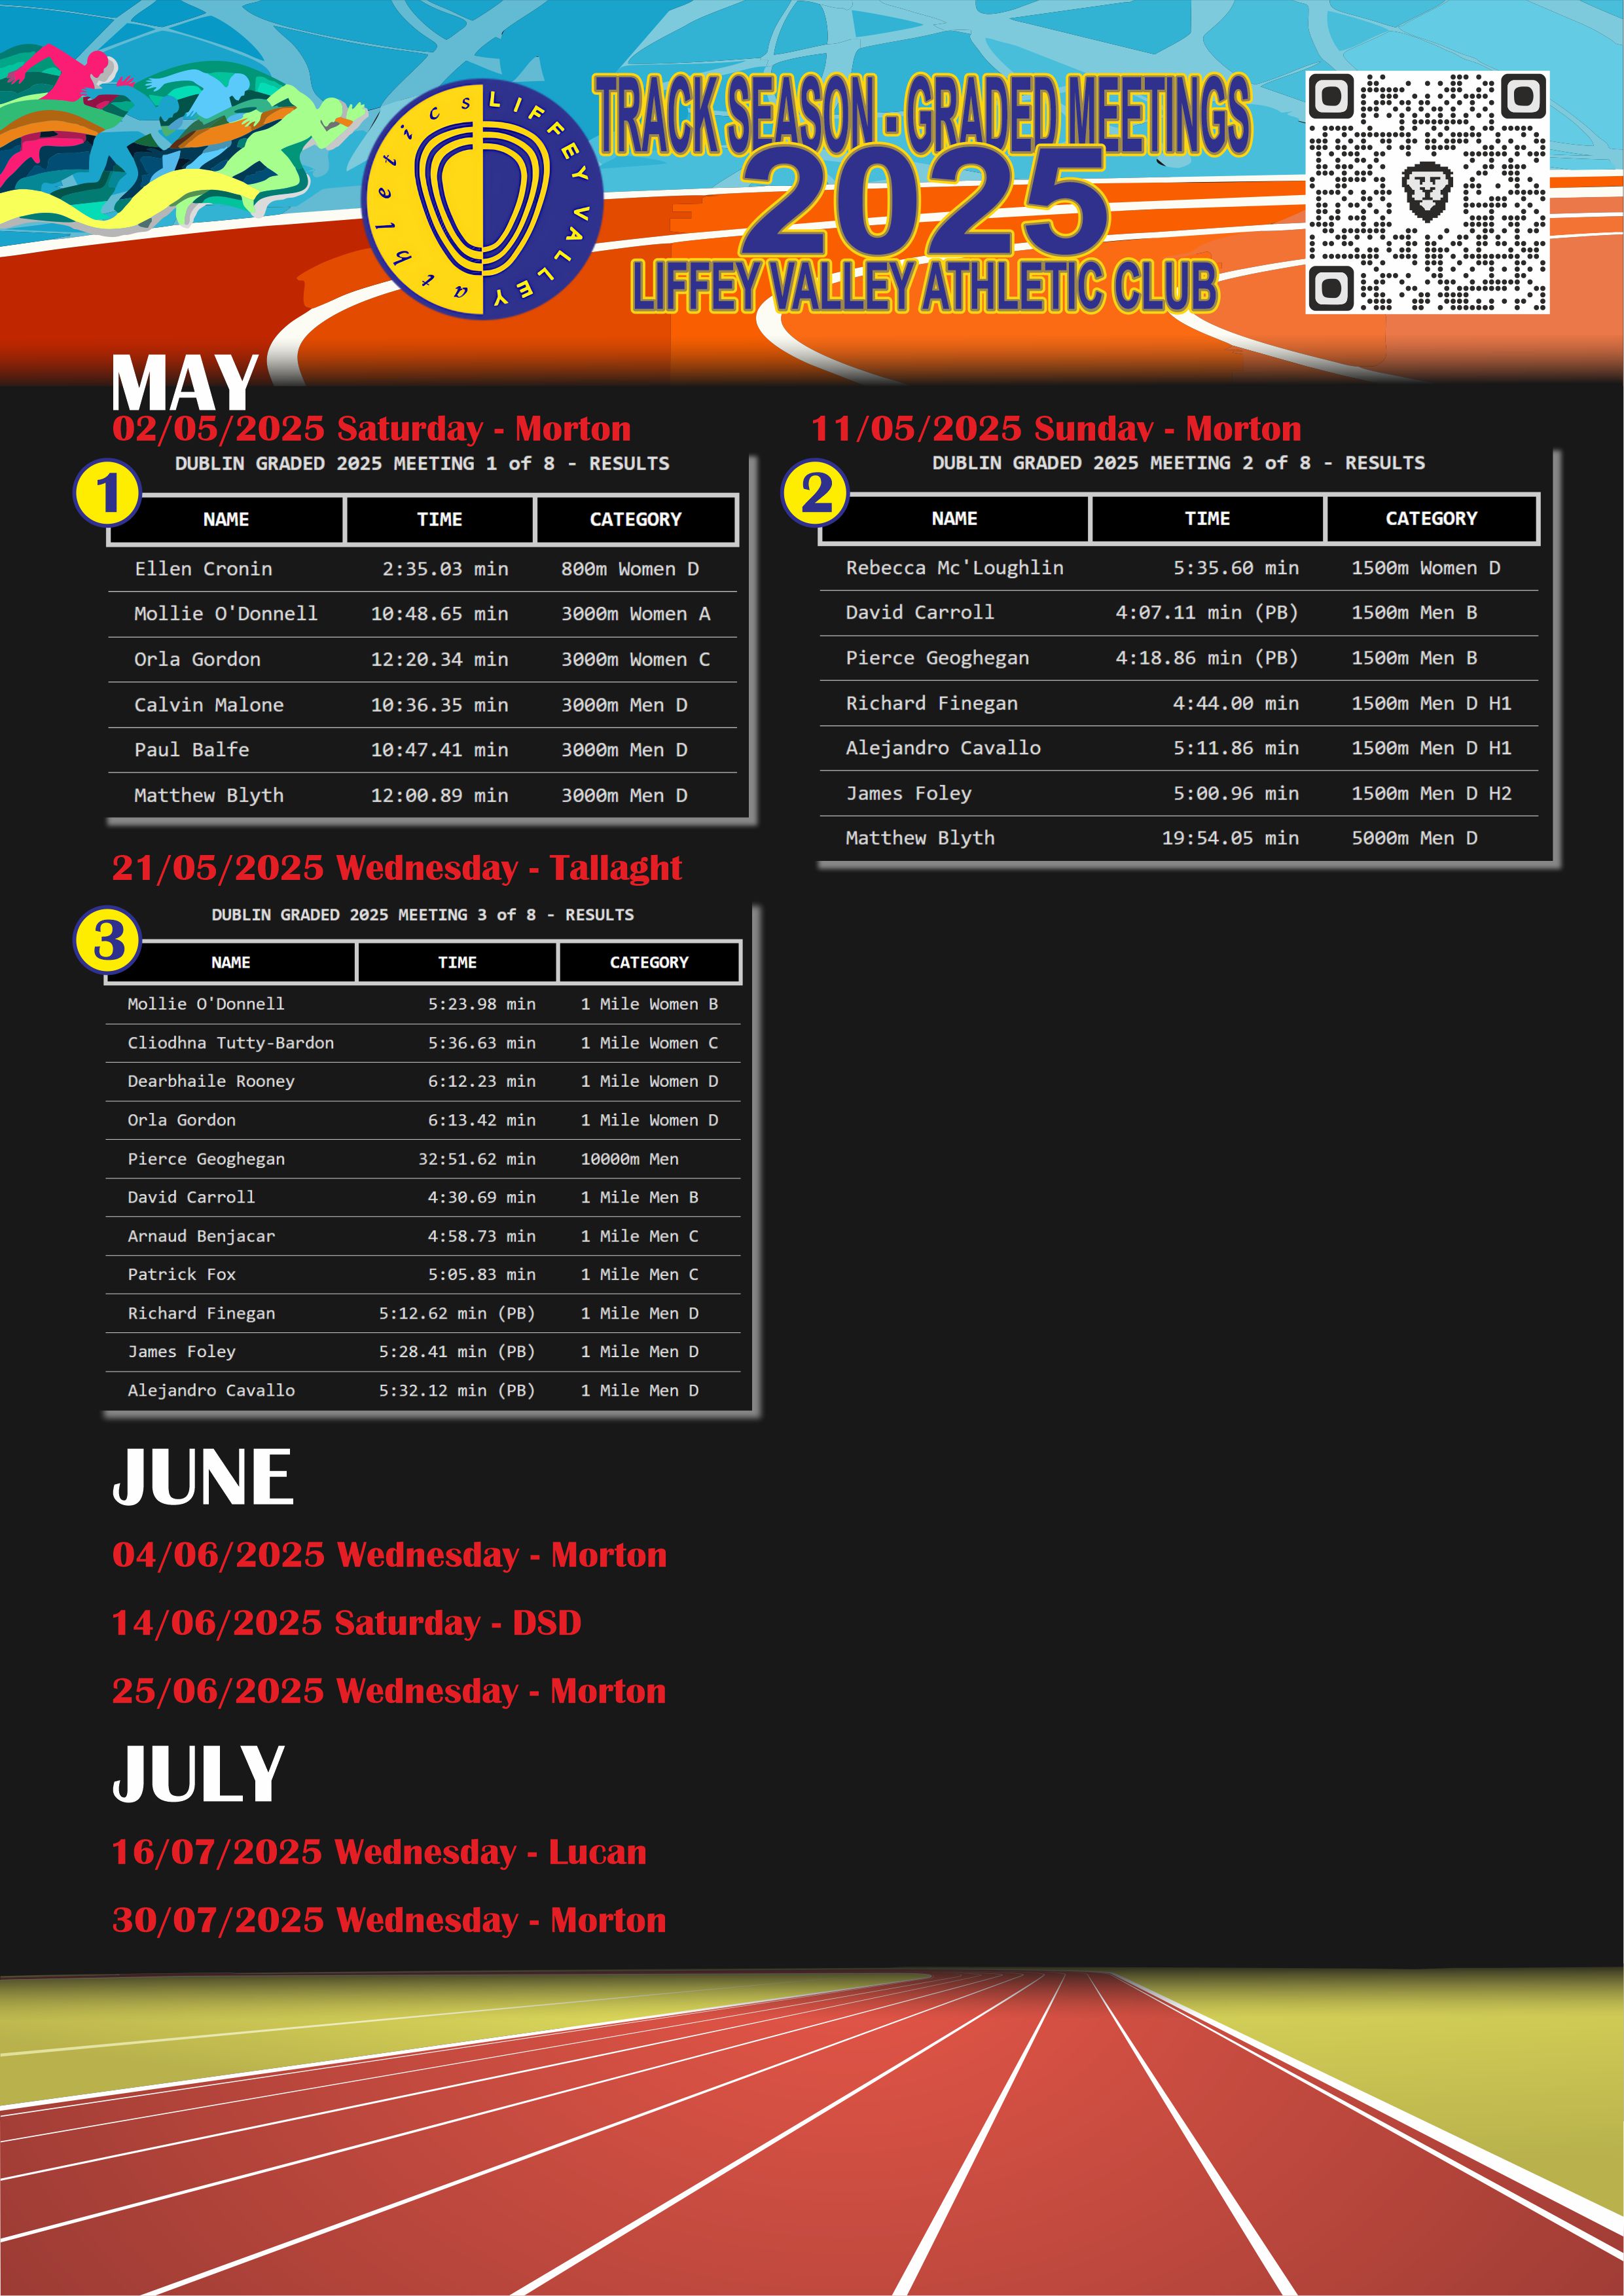 athletics LIFFEY VALLEY
TRACK SEASON - GRADED MEETINGS
2025
LIFFEY VALLEY ATHLETIC CLUB
MAY
02/05/2025 Saturday - Morton
DUBLIN GRADED 2025 MEETING 1 of 8 - RESULTS
1
NAME TIME CATEGORY
Ellen Cronin 2:35.03 min 800m Women D
Mollie O'Donnell 10:48.65 min 3000m Women A
Orla Gordon 12:20.34 min 3000m Women C
Calvin Malone 10:36.35 min 3000m Men D
Paul Balfe 10:47.41 min 3000m Men D
Matthew Blyth 12:00.89 min 3000m Men D
11/05/2025 Sunday - Morton
DUBLIN GRADED 2025 MEETING 2 of 8 - RESULTS
2
NAME TIME CATEGORY
Rebecca Mc'Loughlin 5:35.60 min 1500m Women D
David Carroll 4:07.11 min (PB) 1500m Men B
Pierce Geoghegan 4:18.86 min (PB) 1500m Men B
Richard Finegan 4:44.00 min 1500m Men D H1
Alejandro Cavallo 5:11.86 min 1500m Men D H1
James Foley 5:00.96 min 1500m Men D H2
Matthew Blyth 19:54.05 min 5000m Men D
21/05/2025 Wednesday - Tallaght
DUBLIN GRADED 2025 MEETING 3 of 8 - RESULTS
3
NAME TIME CATEGORY
Mollie O'Donnell 5:23.98 min 1 Mile Women B
Cliodhna Tutty-Bardon 5:36.63 min 1 Mile Women C
Dearbhaile Rooney 6:12.23 min 1 Mile Women D
Orla Gordon 6:13.42 min 1 Mile Women D
Pierce Geoghegan 32:51.62 min 10000m Men
David Carroll 4:30.69 min 1 Mile Men B
Arnaud Benjacar 4:58.73 min 1 Mile Men C
Patrick Fox 5:05.83 min 1 Mile Men C
Richard Finegan 5:12.62 min (PB) 1 Mile Men D
James Foley 5:28.41 min (PB) 1 Mile Men D
Alejandro Cavallo 5:32.12 min (PB) 1 Mile Men D
JUNE
04/06/2025 Wednesday - Morton
14/06/2025 Saturday - DSD
25/06/2025 Wednesday - Morton
JULY
16/07/2025 Wednesday - Lucan
30/07/2025 Wednesday - Morton